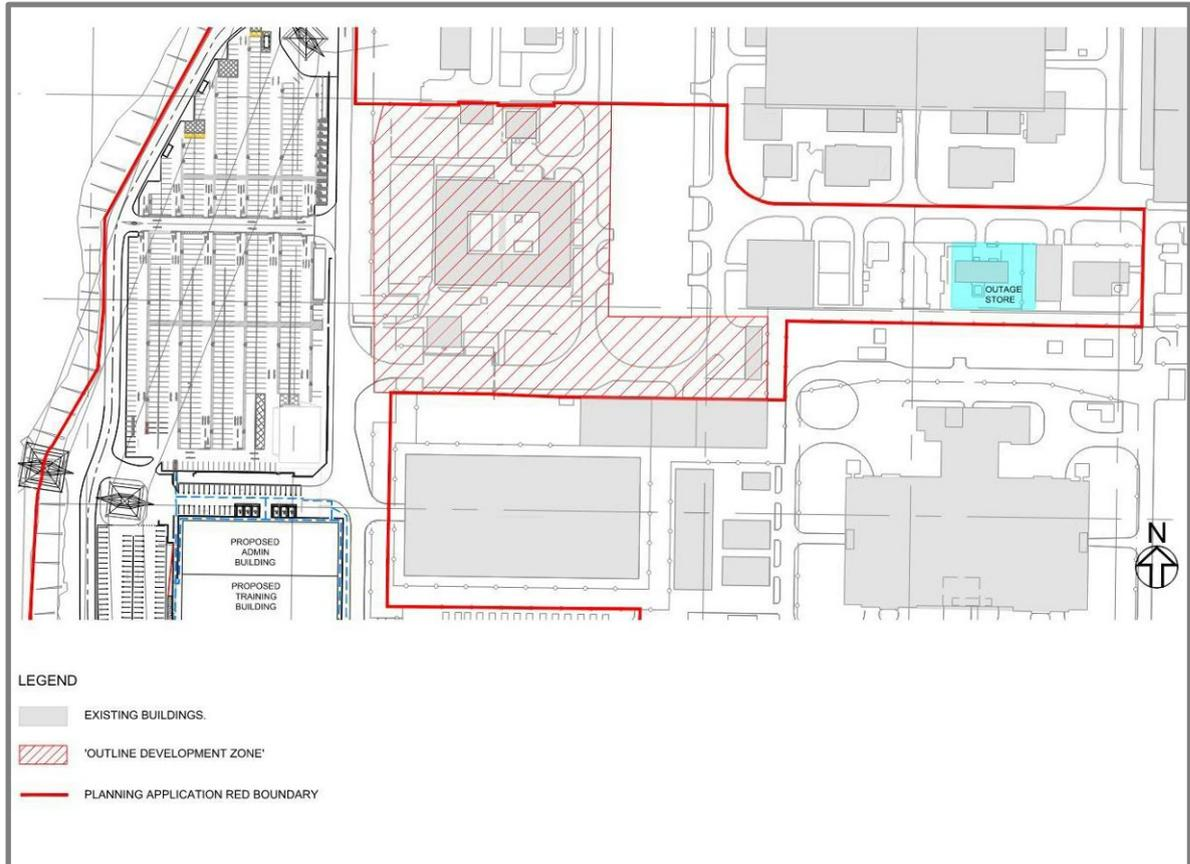 OUTAGE
STORE
N
PROPOSED
ADMIN
BUILDING
PROPOSED
TRAINING
BUILDING
LEGEND
EXISTING BUILDINGS.
'OUTLINE DEVELOPMENT ZONE'
PLANNING APPLICATION RED BOUNDARY